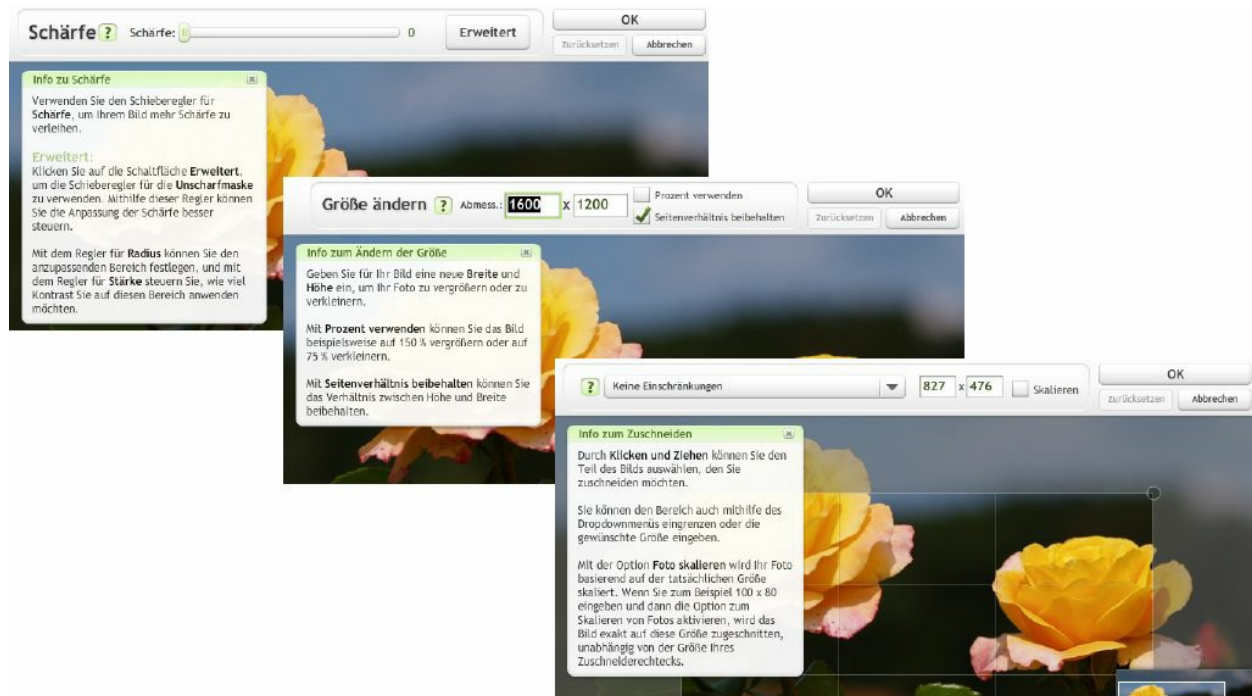 Schärfe ? Schärfe: 0 Erweitert
OK
Zurücksetzen Abbrechen
Info zu Schärfe
Verwenden Sie den Schieberegler für
Schärfe, um Ihrem Bild mehr Schärfe zu
verleihen.
Erweitert:
Klicken Sie auf die Schaltfläche Erweitert,
um die Schieberegler für die Unscharfmaske
zu verwenden. Mithilfe dieser Regler können
Sie die Anpassung der Schärfe besser
steuern.
Mit dem Regler für Radius können Sie den
anzupassenden Bereich festlegen, und mit
dem Regler für Stärke steuern Sie, wie viel
Kontrast Sie auf diesen Bereich anwenden
möchten.
Größe ändern ? Abmess.: 1600 x 1200
Prozent verwenden
Seitenverhältnis beibehalten
OK
Zurücksetzen Abbrechen
Info zum Ändern der Größe
Geben Sie für Ihr Bild eine neue Breite und
Höhe ein, um Ihr Foto zu vergrößern oder zu
verkleinern.
Mit Prozent verwenden können Sie das Bild
beispielsweise auf 150 % vergrößern oder auf
75 % verkleinern.
Mit Seitenverhältnis beibehalten können Sie
das Verhältnis zwischen Höhe und Breite
beibehalten.
? Keine Einschränkungen 827 x 476 Skalieren
OK
zurücksetzen Abbrechen
Info zum Zuschneiden
Durch Klicken und Ziehen können Sie den
Teil des Bilds auswählen, den Sie
zuschneiden möchten.
Sie können den Bereich auch mithilfe des
Dropdownmenüs eingrenzen oder die
gewünschte Größe eingeben.
Mit der Option Foto skalieren wird Ihr Foto
basierend auf der tatsächlichen Größe
skaliert. Wenn Sie zum Beispiel 100 x 80
eingeben und dann die Option zum
Skalieren von Fotos aktivieren, wird das
Bild exakt auf diese Größe zugeschnitten,
unabhängig von der Größe Ihres
Zuschneiderechtecks.